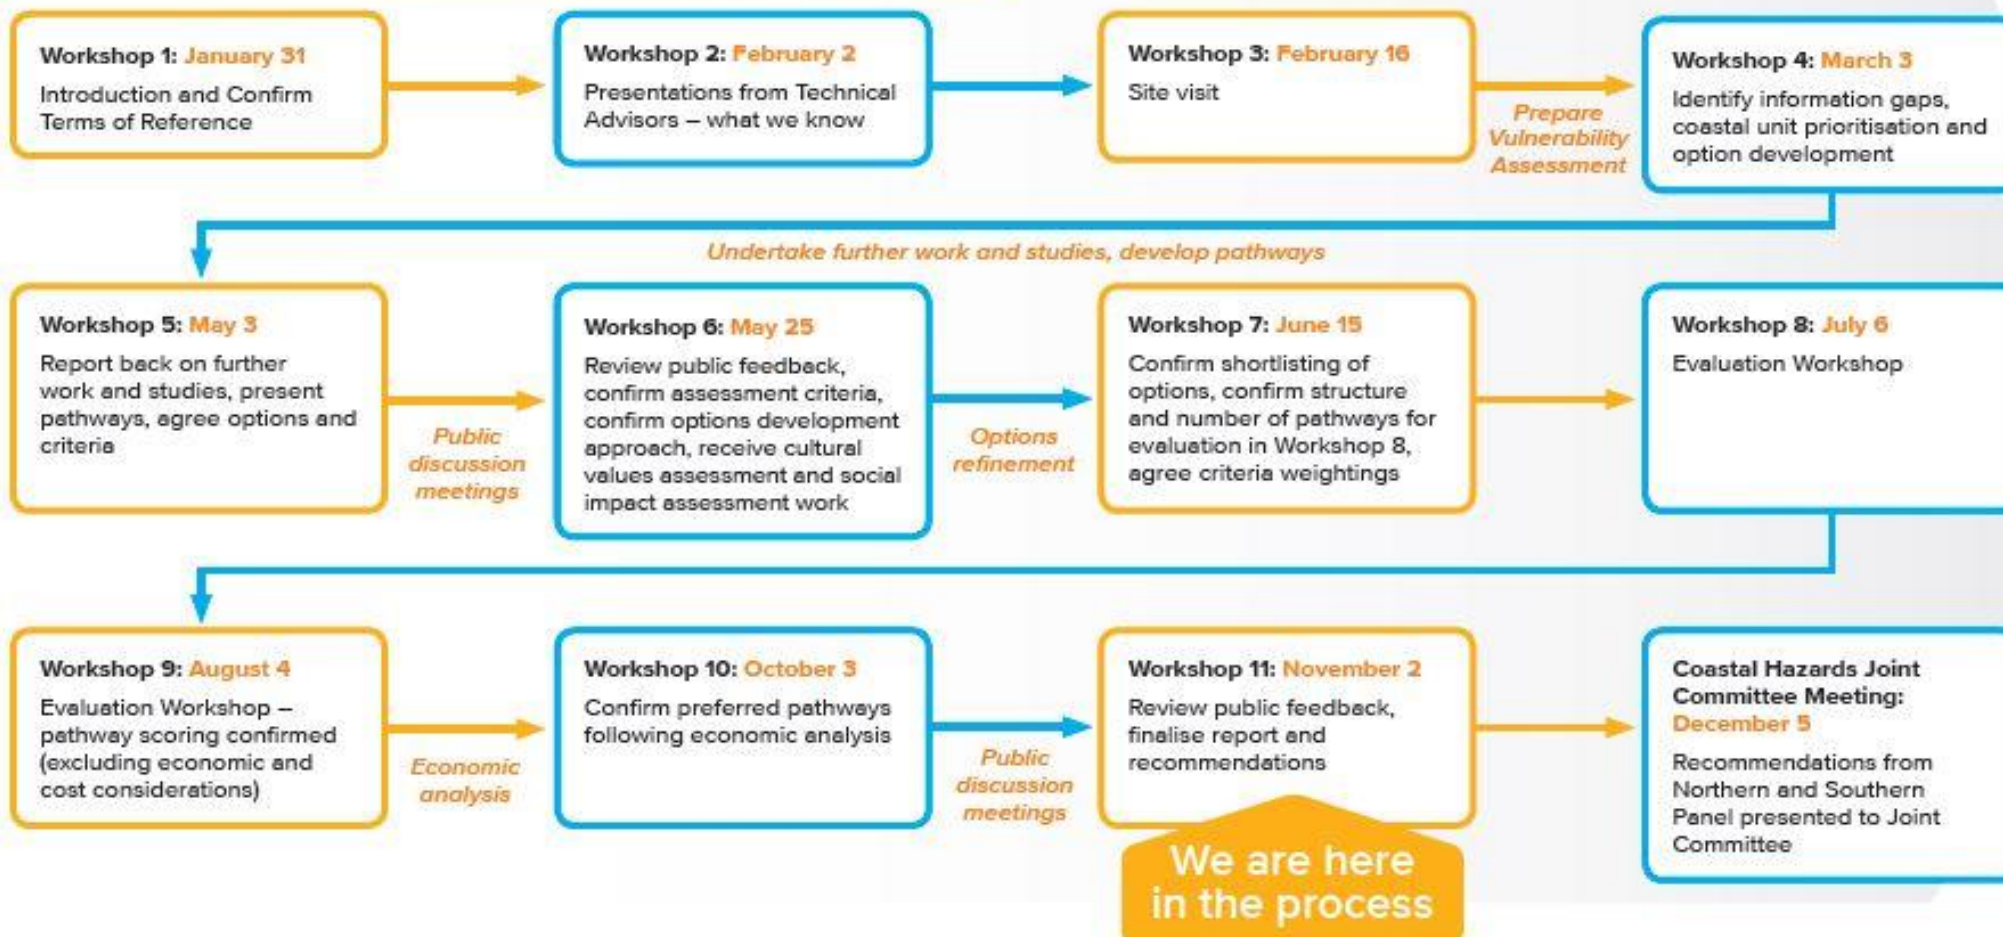 Workshop 1: January 31
Introduction and Confirm
Terms of Reference
Workshop 2: February 2
Presentations from Technical
Advisors – what we know
Workshop 3: February 16
Site visit
Prepare
Vulnerability
Assessment
Workshop 4: March 3
Identify information gaps,
coastal unit prioritisation and
option development
Undertake further work and studies, develop pathways
Workshop 5: May 3
Report back on further
work and studies, present
pathways, agree options and
criteria
Public
discussion
meetings
Workshop 6: May 25
Review public feedback,
confirm assessment criteria,
confirm options development
approach, receive cultural
values assessment and social
impact assessment work
Options
refinement
Workshop 7: June 15
Confirm shortlisting of
options, confirm structure
and number of pathways for
evaluation in Workshop 8,
agree criteria weightings
Workshop 8: July 6
Evaluation Workshop
Workshop 9: August 4
Evaluation Workshop –
pathway scoring confirmed
(excluding economic and
cost considerations)
Economic
analysis
Workshop 10: October 3
Confirm preferred pathways
following economic analysis
Public
discussion
meetings
Workshop 11: November 2
Review public feedback,
finalise report and
recommendations
We are here
in the process
Coastal Hazards Joint
Committee Meeting:
December 5
Recommendations from
Northern and Southern
Panel presented to Joint
Committee